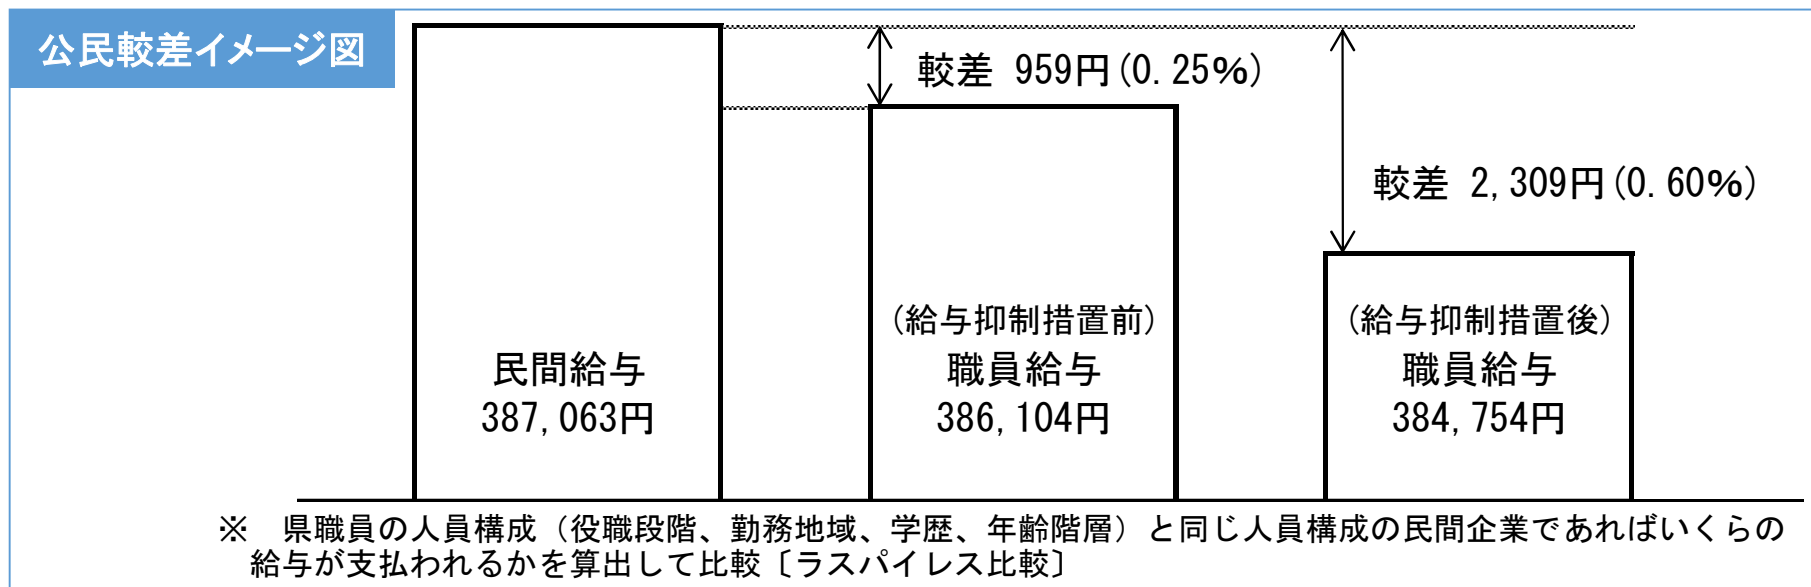 公民較差イメージ図
較差 959円(0.25%)
較差 2,309円(0.60%)
民間給与
387,063円
(給与抑制措置前)
職員給与
386,104円
(給与抑制措置後)
職員給与
384,754円
※　県職員の人員構成（役職段階、勤務地域、学歴、年齢階層）と同じ人員構成の民間企業であればいくらの
給与が支払われるかを算出して比較〔ラスパイレス比較〕